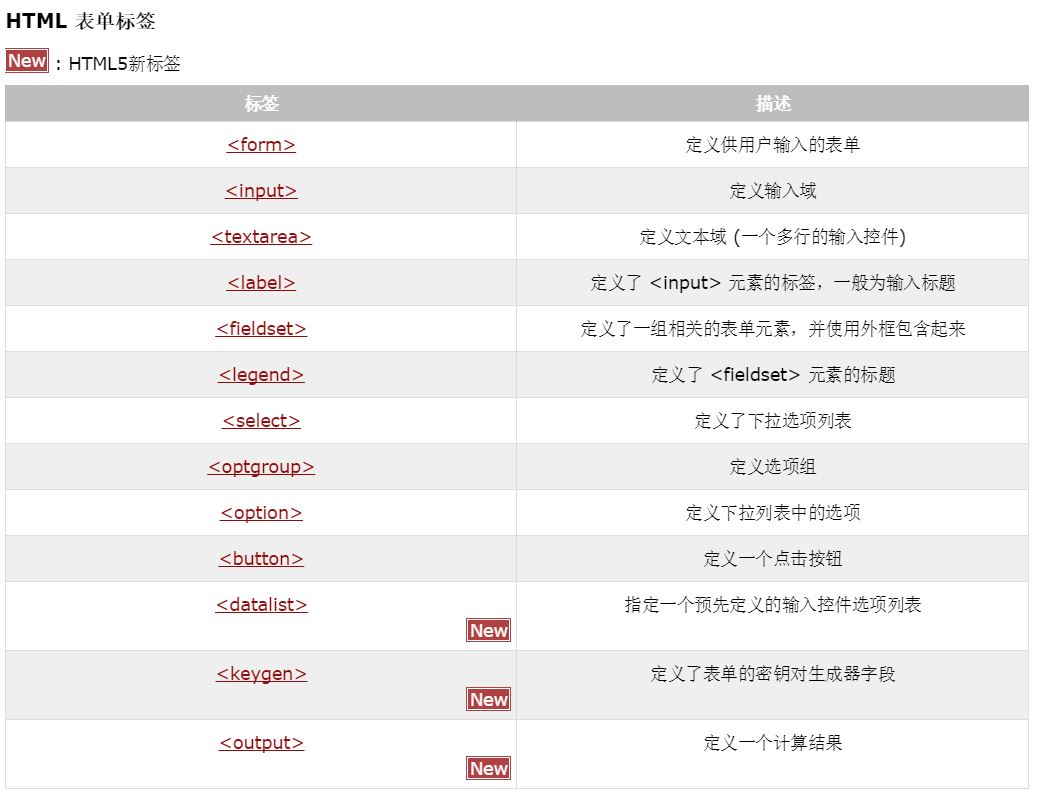 HTML 表单标签
New : HTML5新标签
标签 描述
<form> 定义供用户输入的表单
<input> 定义输入域
<textarea> 定义文本域 (一个多行的输入控件)
<label> 定义了 <input> 元素的标签，一般为输入标题
<fieldset> 定义了一组相关的表单元素，并使用外框包含起来
<legend> 定义了 <fieldset> 元素的标题
<select> 定义了下拉选项列表
<optgroup> 定义选项组
<option> 定义下拉列表中的选项
<button> 定义一个点击按钮
<datalist> 指定一个预先定义的输入控件选项列表
New
<keygen> 定义了表单的密钥对生成器字段
New
<output> 定义一个计算结果
New